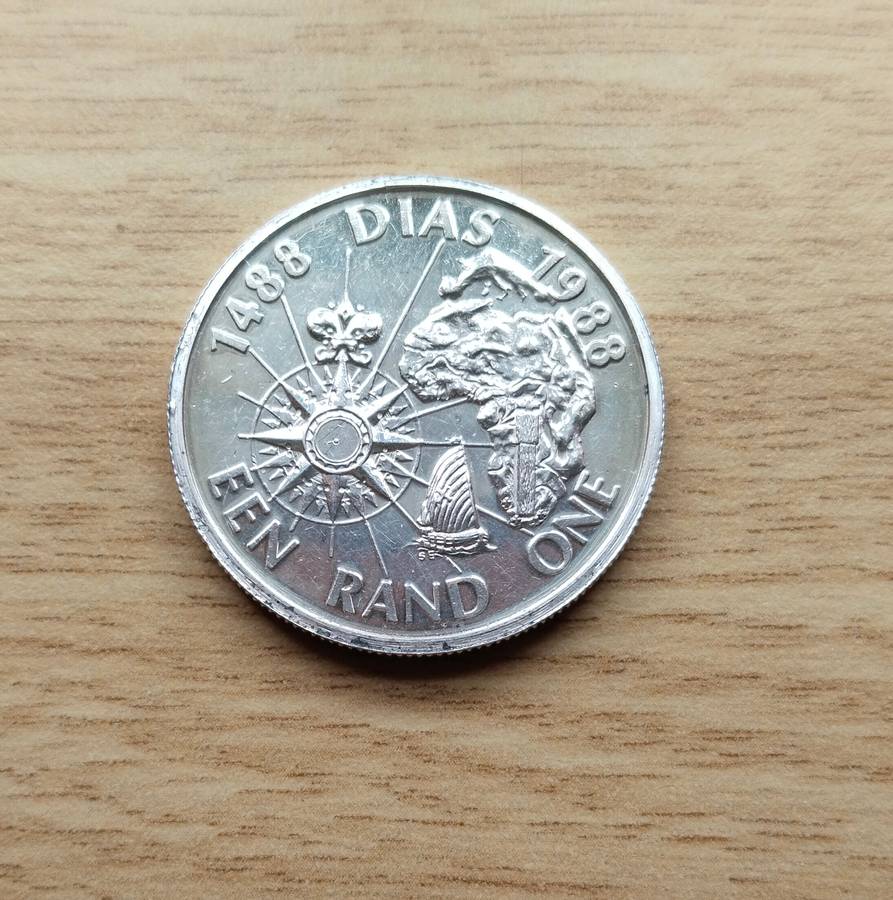 1488 DIAS 1988
EEN RAND ONE